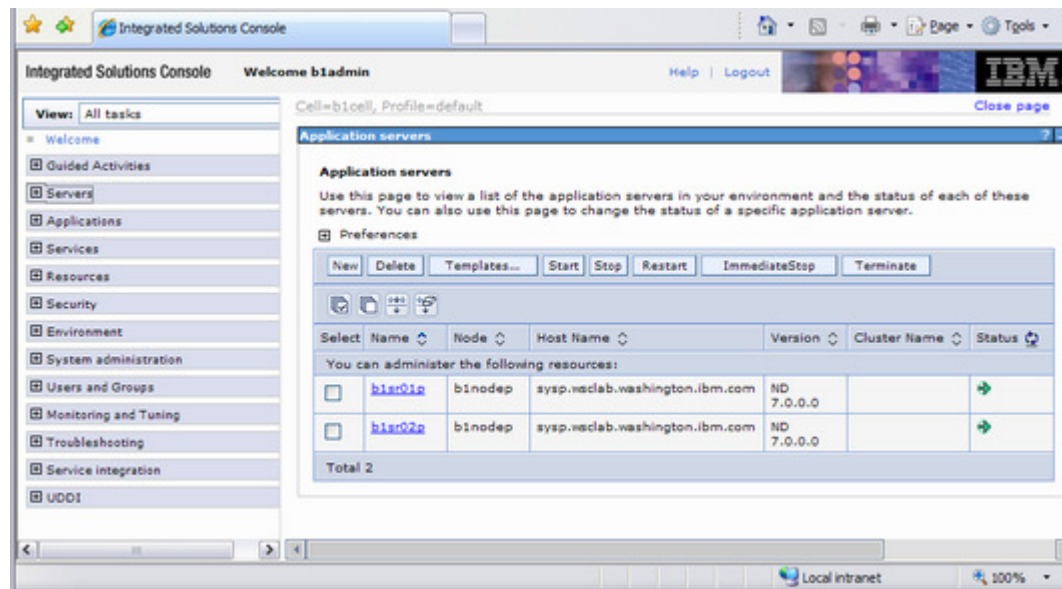 Integrated Solutions Console
Page
Tools
Integrated Solutions Console Welcome b1admin Help | Logout IBM
View: All tasks
Cell=b1cell, Profile=default Close page
Welcome
Guided Activities
Servers
Applications
Services
Resources
Security
Environment
System administration
Users and Groups
Monitoring and Tuning
Troubleshooting
Service integration
UDDI
Application servers ? -
Application servers
Use this page to view a list of the application servers in your environment and the status of each of these
servers. You can also use this page to change the status of a specific application server.
Preferences
New Delete Templates... Start Stop Restart ImmediateStop Terminate
Select Name Node Host Name Version Cluster Name Status
You can administer the following resources:
b1sr01p b1nodep sysp.wsclab.washington.ibm.com ND
7.0.0.0
b1sr02p b1nodep sysp.wsclab.washington.ibm.com ND
7.0.0.0
Total 2
Local intranet 100%